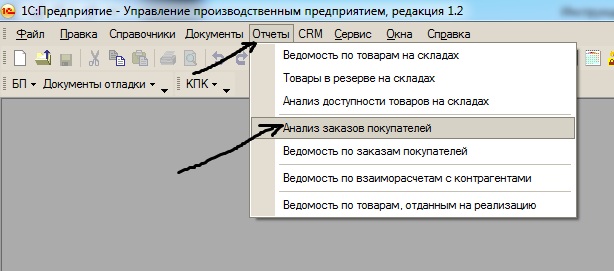 1С:Предприятие - Управление производственным предприятием, редакция 1.2
Файл Правка Справочники Документы Отчеты CRM Сервис Окна Справка
Ведомость по товарам на складах
БП Документы отладки КПК
Товары в резерве на складах
Анализ доступности товаров на складах
Анализ заказов покупателей
Ведомость по заказам покупателей
Ведомость по взаиморасчетам с контрагентами
Ведомость по товарам, отданным на реализацию